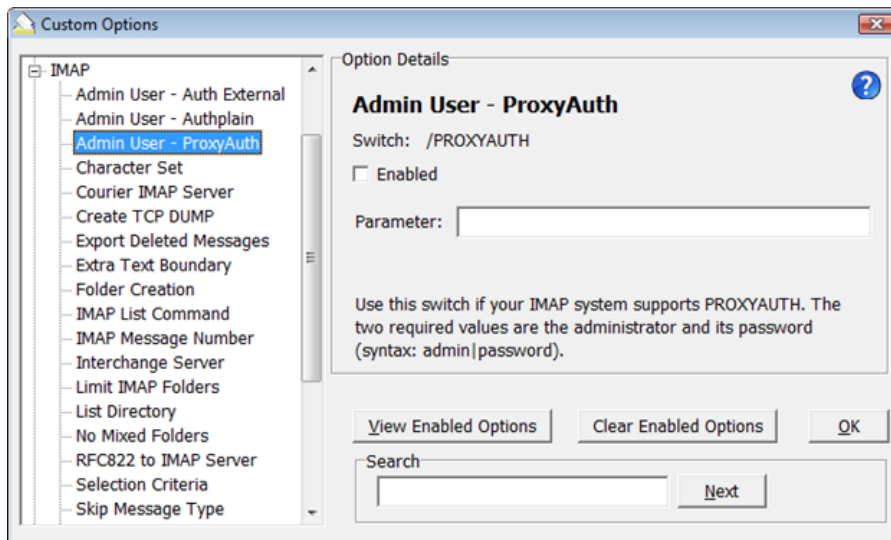 Custom Options
IMAP
Admin User - Auth External
Admin User - Authplain
Admin User - ProxyAuth
Character Set
Courier IMAP Server
Create TCP DUMP
Export Deleted Messages
Extra Text Boundary
Folder Creation
IMAP List Command
IMAP Message Number
Interchange Server
Limit IMAP Folders
List Directory
No Mixed Folders
RFC822 to IMAP Server
Selection Criteria
Skip Message Type
Option Details
?
Admin User - ProxyAuth
Switch: /PROXYAUTH
Enabled
Parameter:
Use this switch if your IMAP system supports PROXYAUTH. The
two required values are the administrator and its password
(syntax: admin|password).
View Enabled Options
Clear Enabled Options
OK
Search
Next